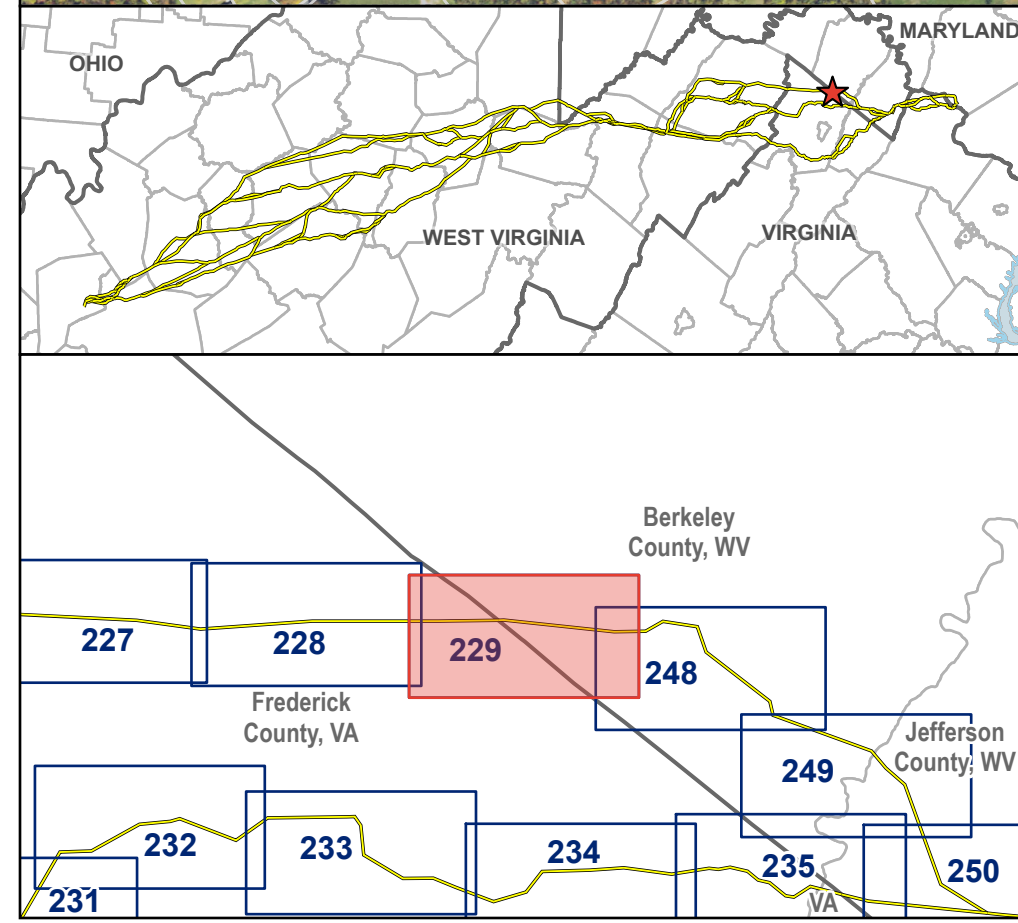 OHIO
MARYLAND
WEST VIRGINIA
VIRGINIA
Berkeley
County, WV
227
228
229
248
Frederick
County, VA
Jefferson
County, WV
249
232
233
234
235
250
231
VA